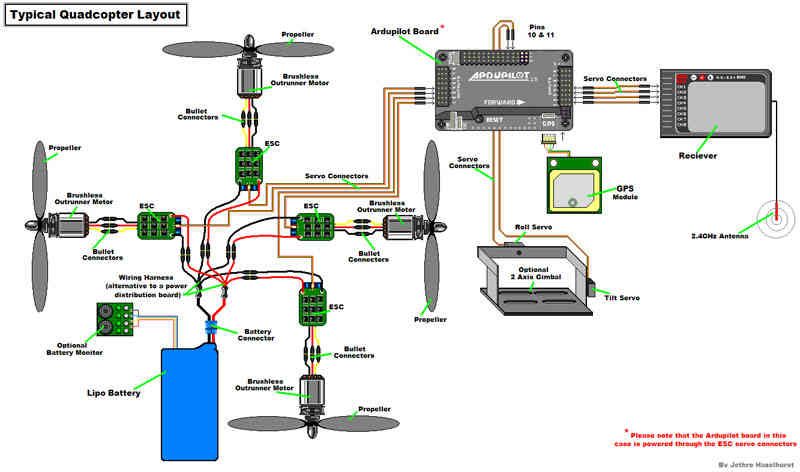 Typical Quadcopter Layout
Propeller
Ardupilot Board *
Pins
10 & 11
Brushless
Outrunner Motor
ARDUPILOT
Servo Connectors
Bullet
Connectors
FORWARD
RESET
GPS
Reciever
ESC
Propeller
Servo
Connectors
Servo Connectors
GPS
Module
Brushless
Outrunner Motor
ESC
ESC
Brushless
Outrunner Motor
Roll Servo
2.4GHz Antenna
Bullet
Connectors
Bullet
Connectors
Wiring Harness
(alternative to a power
distribution board)
Optional
2 Axis Gimbal
Tilt Servo
ESC
Propeller
Optional
Battery Monitor
Battery
Connector
Bullet
Connectors
Lipo Battery
Brushless
Outrunner Motor
Propeller
* Please note that the Ardupilot board in this
case is powered through the ESC servo connectors
By Jethro Hazelhurst